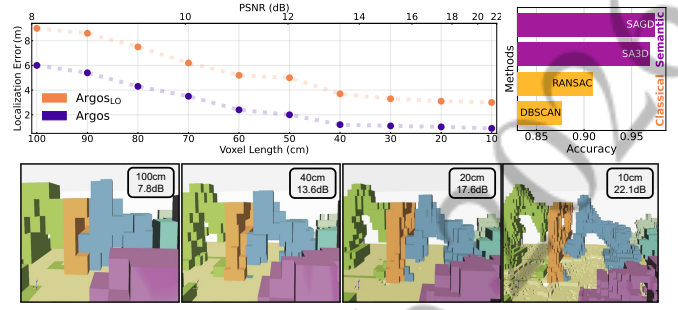 PSNR (dB)
8 10 12 14 16 18 20 22
Localization Error (m)
8
6
4
2
Argos_LO
Argos
100 90 80 70 60 50 40 30 20 10
Voxel Length (cm)
Methods
SAGD
SA3D
RANSAC
DBSCAN
Semantic
Classical
0.85 0.90 0.95
Accuracy
100cm
7.8dB
40cm
13.6dB
20cm
17.6dB
10cm
22.1dB